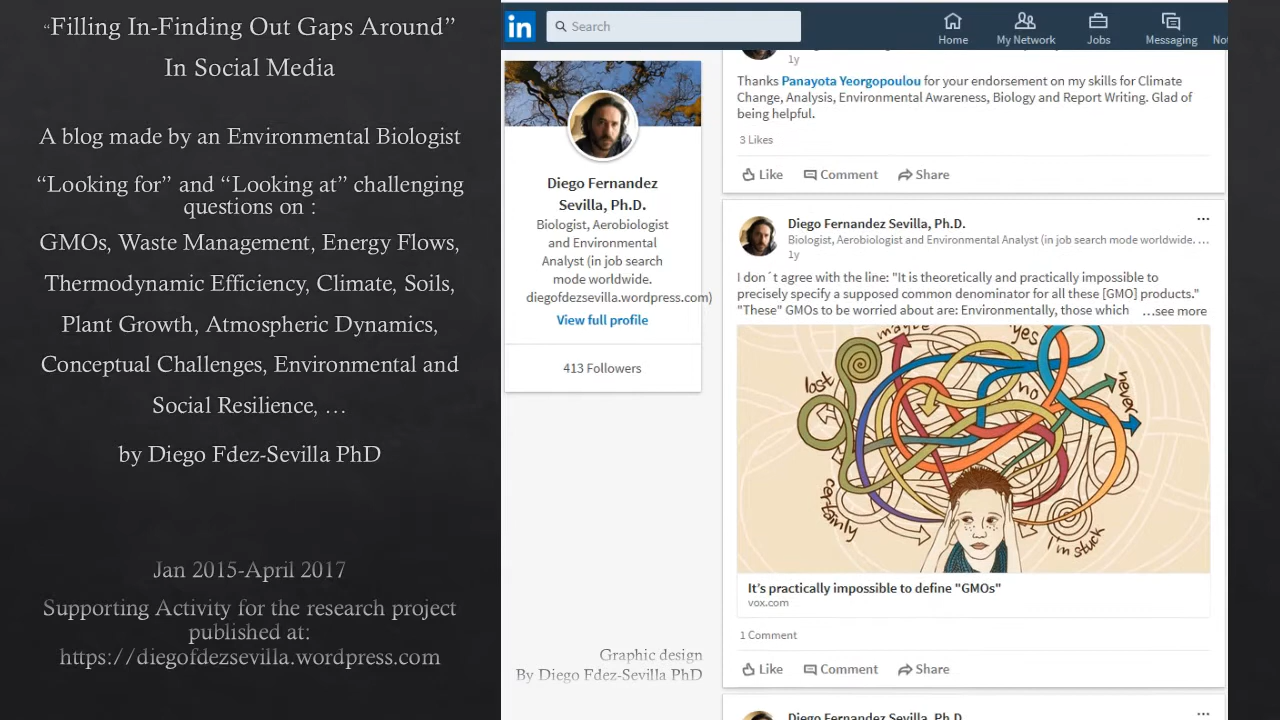 “Filling In-Finding Out Gaps Around”
In Social Media
A blog made by an Environmental Biologist
“Looking for” and “Looking at” challenging
questions on :
GMOs, Waste Management, Energy Flows,
Thermodynamic Efficiency, Climate, Soils,
Plant Growth, Atmospheric Dynamics,
Conceptual Challenges, Environmental and
Social Resilience, …
by Diego Fdez-Sevilla PhD
Jan 2015-April 2017
Supporting Activity for the research project
published at:
https://diegofdezsevilla.wordpress.com
in
Search
Home
My Network
Jobs
Messaging
Not
Diego Fernandez
Sevilla, Ph.D.
Biologist, Aerobiologist
and Environmental
Analyst (in job search
mode worldwide.
diegofdezsevilla.wordpress.com)
View full profile
413 Followers
Graphic design
By Diego Fdez-Sevilla PhD
1y
Thanks Panayota Yeorgopoulou for your endorsement on my skills for Climate
Change, Analysis, Environmental Awareness, Biology and Report Writing. Glad of
being helpful.
3 Likes
Like Comment Share
Diego Fernandez Sevilla, Ph.D.
Biologist, Aerobiologist and Environmental Analyst (in job search mode worldwide. …
1y
I don´t agree with the line: "It is theoretically and practically impossible to
precisely specify a supposed common denominator for all these [GMO] products."
"These" GMOs to be worried about are: Environmentally, those which …see more
maybe
yes
lost
no
never
certainly
i'm stuck
It’s practically impossible to define "GMOs"
vox.com
1 Comment
Like Comment Share
Diego Fernandez Sevilla, Ph.D.